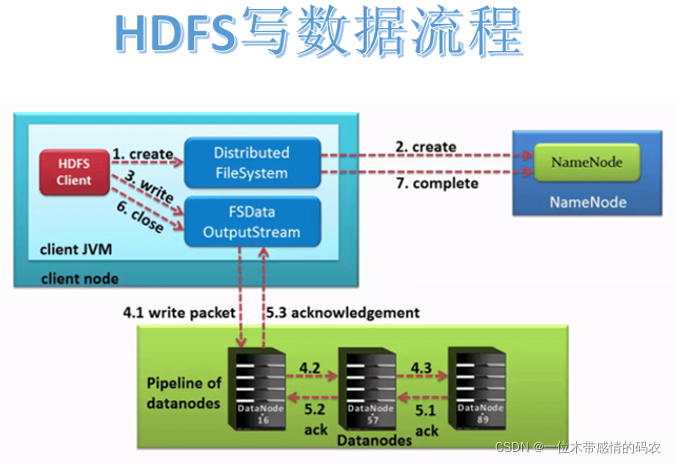 HDFS写数据流程
HDFS
Client
1. create
3. write
6. close
Distributed
FileSystem
FSData
OutputStream
client JVM
client node
2. create
7. complete
NameNode
NameNode
4.1 write packet
5.3 acknowledgement
Pipeline of
datanodes
DataNode
16
4.2
5.2
ack
DataNode
57
4.3
5.1
ack
DataNode
89
Datanodes
CSDN @一位木带感情的码农